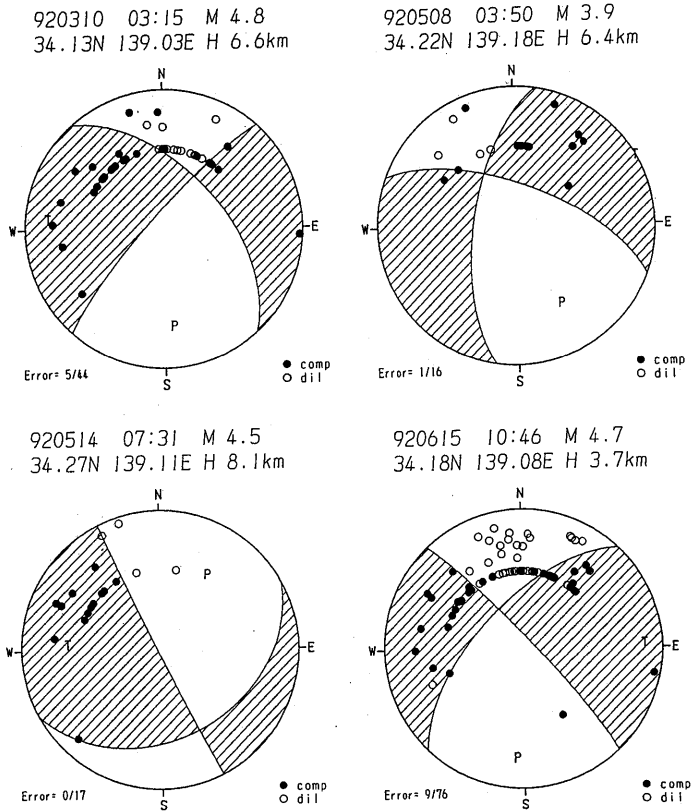 920310 03:15 M 4.8
34.13N 139.03E H 6.6km
N
T
W
E
P
S
Error= 5/44
● comp
○ dil
920508 03:50 M 3.9
34.22N 139.18E H 6.4km
N
T
W
E
P
S
Error= 1/16
● comp
○ dil
920514 07:31 M 4.5
34.27N 139.11E H 8.1km
N
P
T
W
E
S
Error= 0/17
● comp
○ dil
920615 10:46 M 4.7
34.18N 139.08E H 3.7km
N
T
W
E
P
S
Error= 9/76
● comp
○ dil